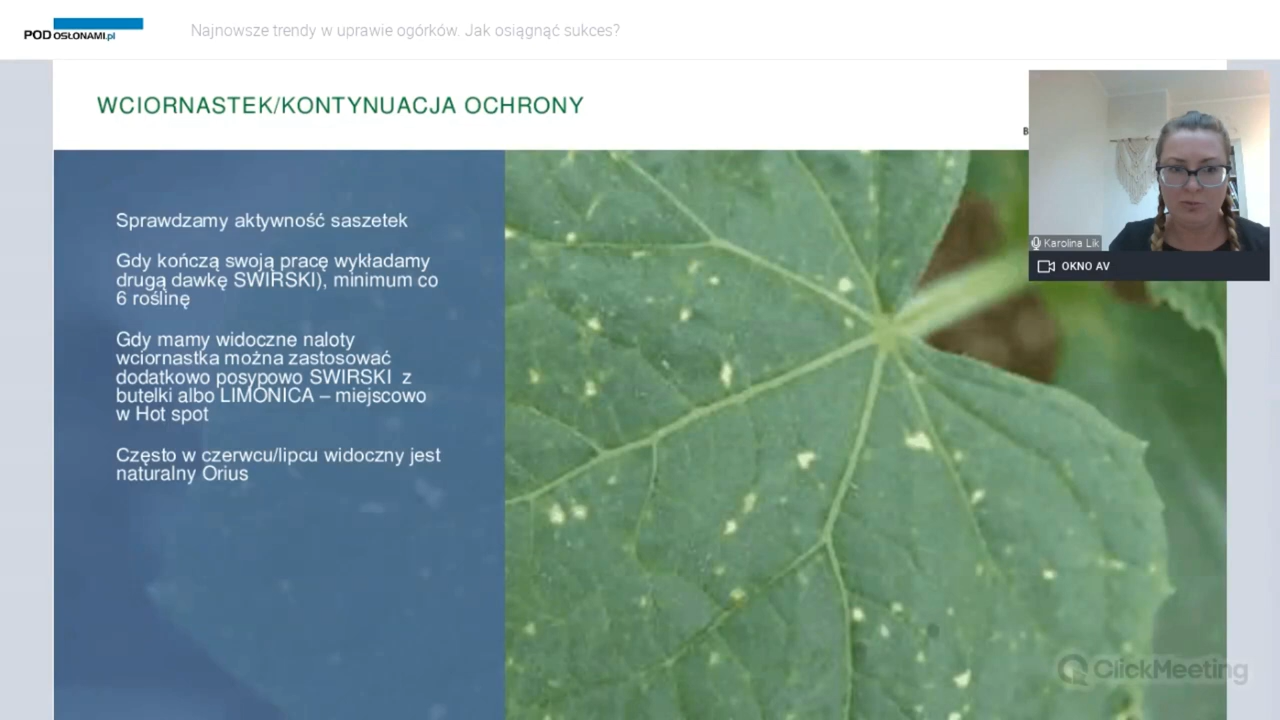 POD OSŁONAMI.pl
Najnowsze trendy w uprawie ogórków. Jak osiągnąć sukces?
WCIORNASTEK/KONTYNUACJA OCHRONY
B
Karolina Lik
OKNO AV
Sprawdzamy aktywność saszetek
Gdy kończą swoją pracę wykładamy
drugą dawkę SWIRSKI), minimum co
6 roślinę
Gdy mamy widoczne naloty
wciornastka można zastosować
dodatkowo posypowo SWIRSKI z
butelki albo LIMONICA – miejscowo
w Hot spot
Często w czerwcu/lipcu widoczny jest
naturalny Orius
ClickMeeting